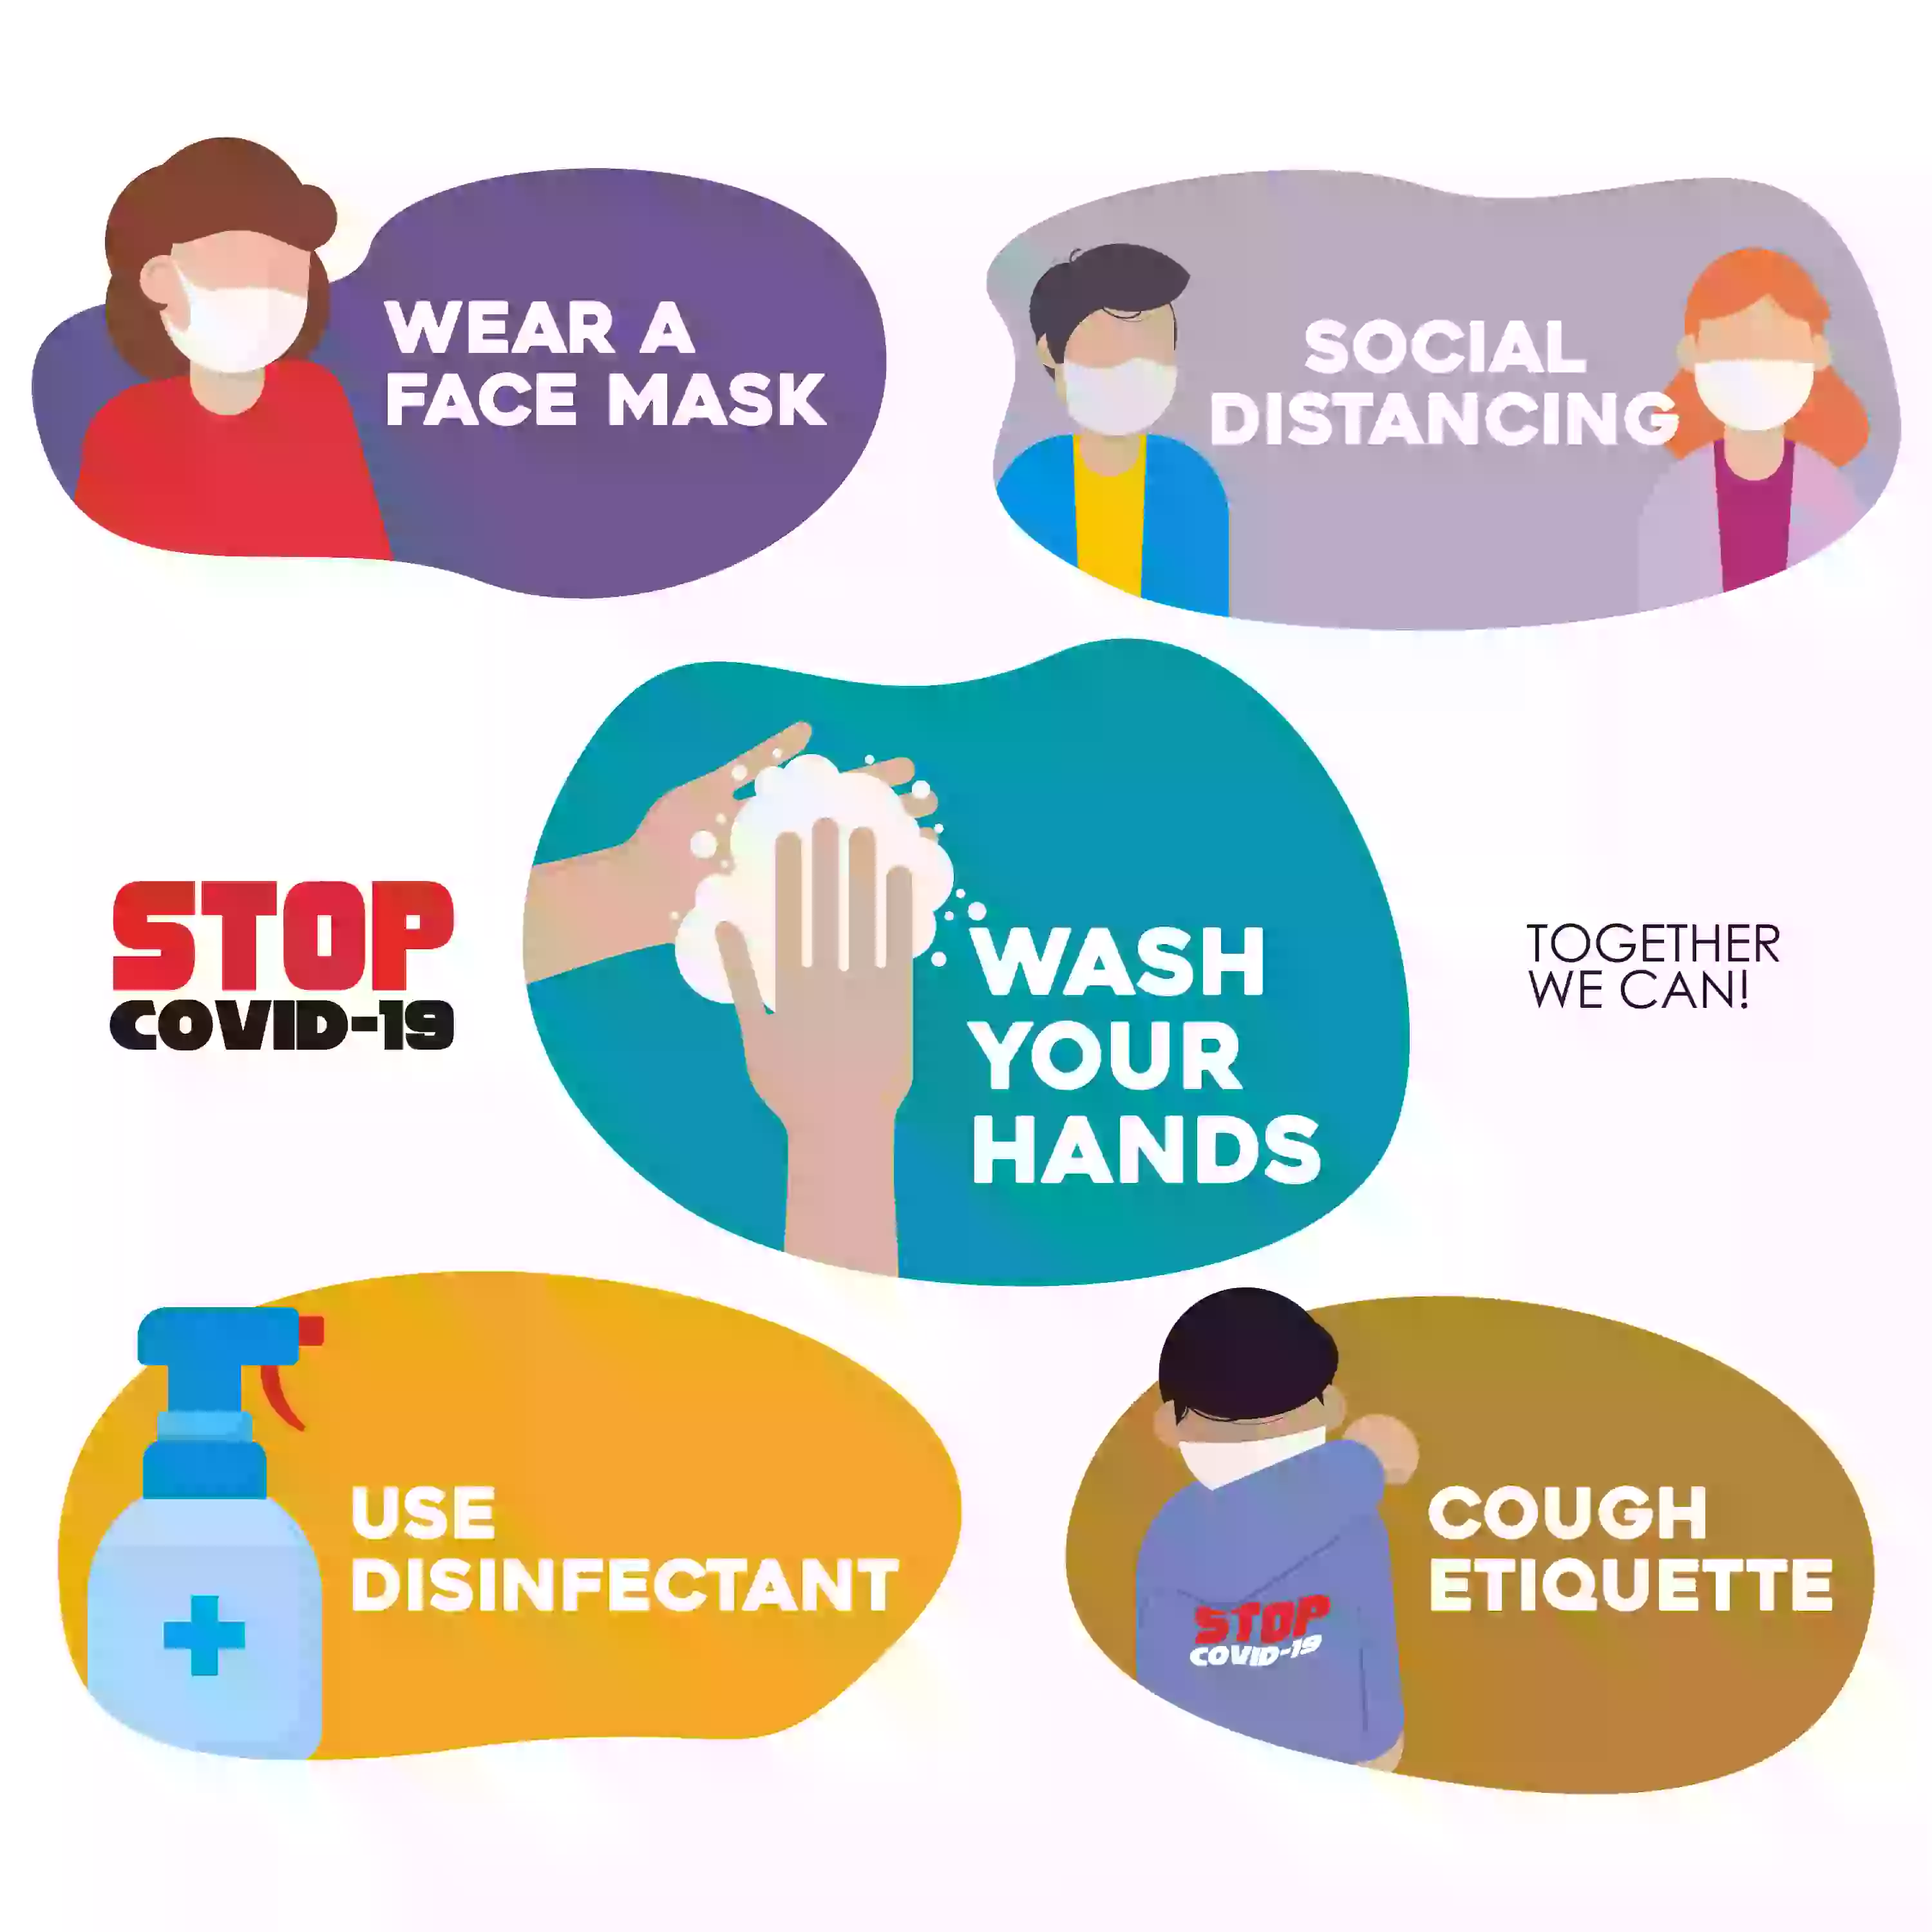 WEAR A
FACE MASK
SOCIAL
DISTANCING
STOP
COVID-19
WASH
YOUR
HANDS
TOGETHER
WE CAN!
USE
DISINFECTANT
COUGH
ETIQUETTE
STOP
COVID-19